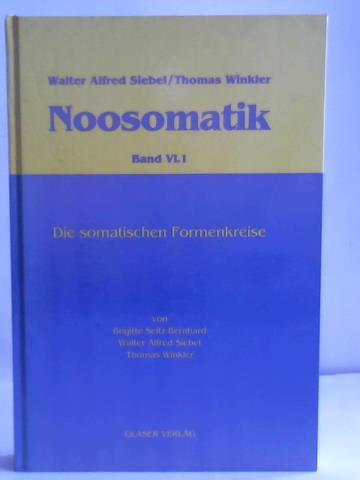 Walter Alfred Siebel/Thomas Winkler
Noosomatik
Band VI.1
Die somatischen Formenkreise
von
Brigitte Seitz-Bernhard
Walter Alfred Siebel
Thomas Winkler
GLASER VERLAG